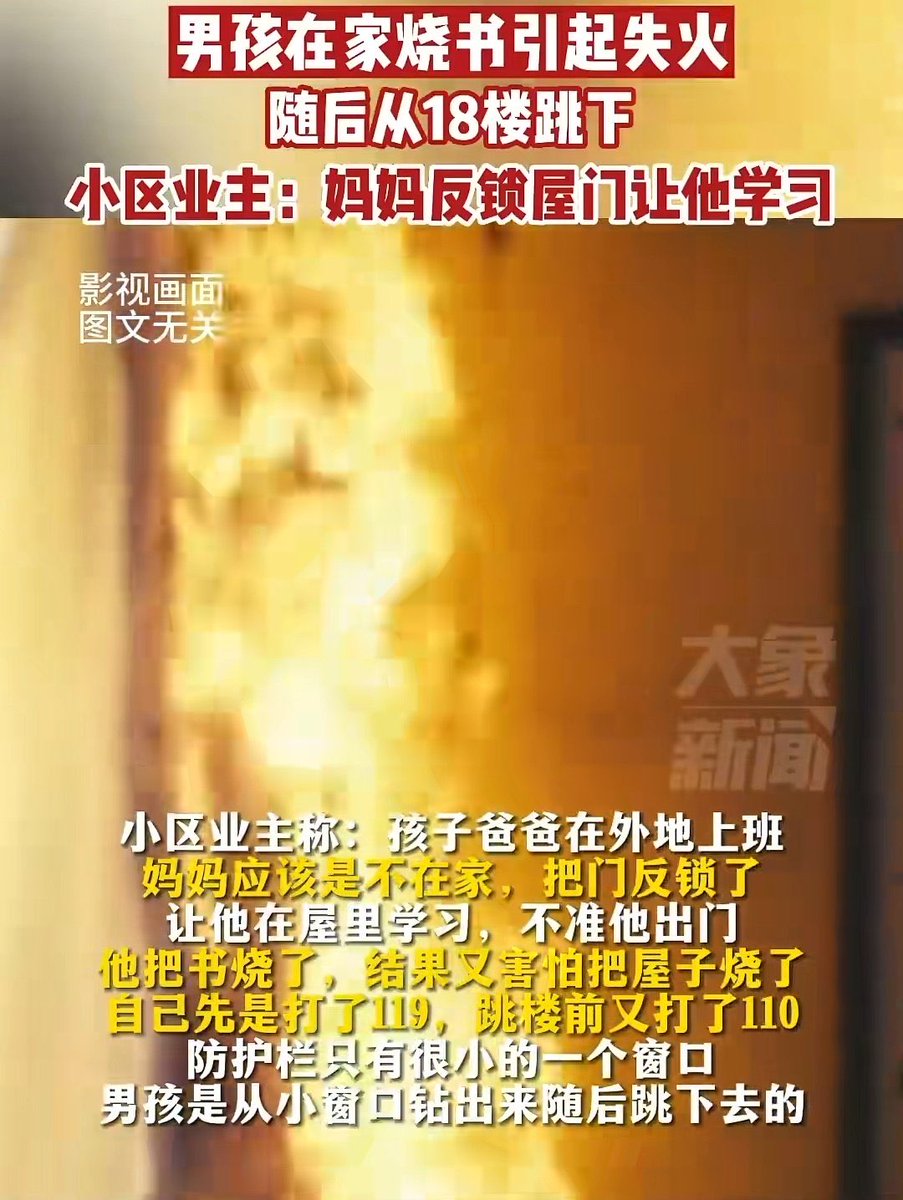 男孩在家烧书引起失火
随后从18楼跳下
小区业主：妈妈反锁屋门让他学习
影视画面
图文无关
大象
新闻
小区业主称：孩子爸爸在外地上班
妈妈应该是不在家，把门反锁了
让他在屋里学习，不准他出门
他把书烧了，结果又害怕把屋子烧了
自己先是打了119，跳楼前又打了110
防护栏只有很小的一个窗口
男孩是从小窗口钻出来随后跳下去的